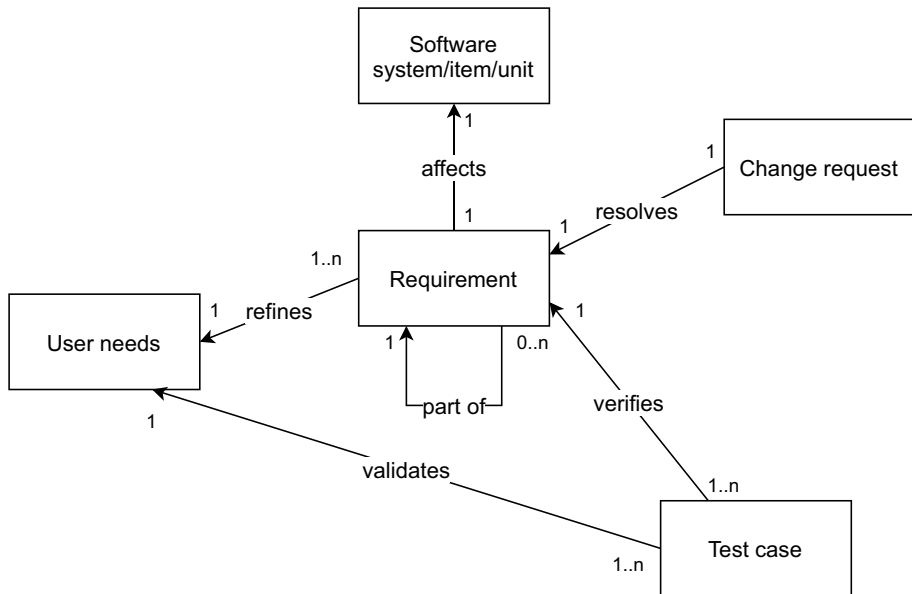 Software
system/item/unit
1
affects
1
Change request
1
resolves
1
Requirement
1..n
1
refines
User needs
1
0..n
part of
1
verifies
1
validates
1..n
Test case
1..n